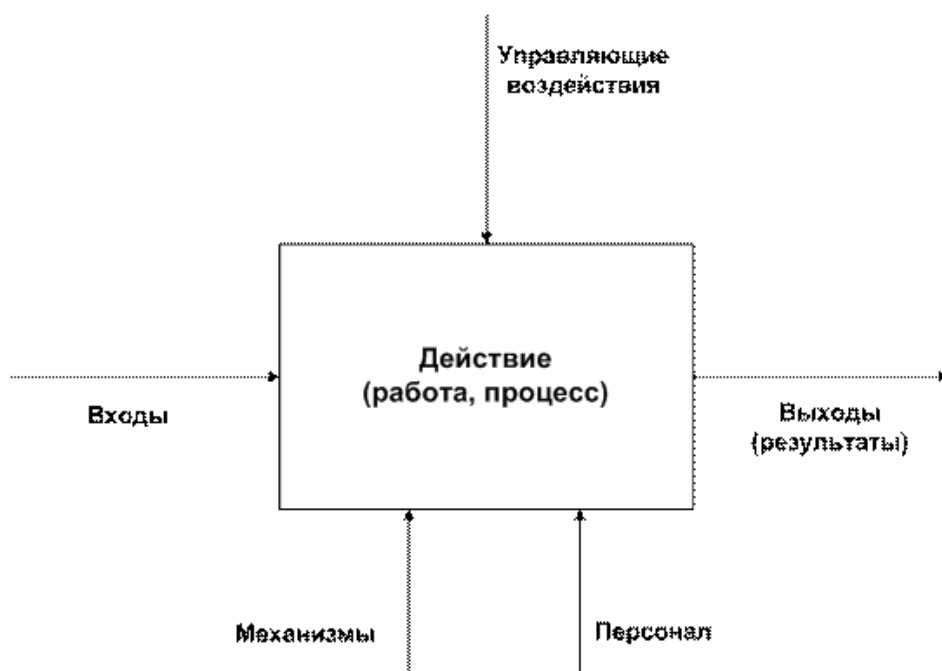 Управляющие
воздействия
Действие
(работа, процесс)
Входы
Выходы
(результаты)
Механизмы
Персонал